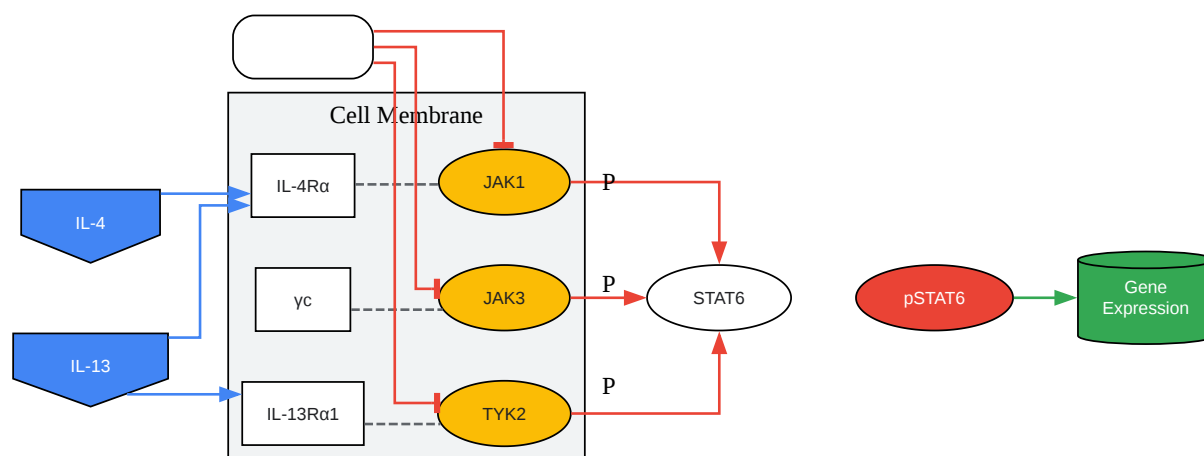 Cell Membrane
IL-4Rα
JAK1
P
IL-4
γc
JAK3
P
STAT6
pSTAT6
Gene
Expression
IL-13
IL-13Rα1
TYK2
P